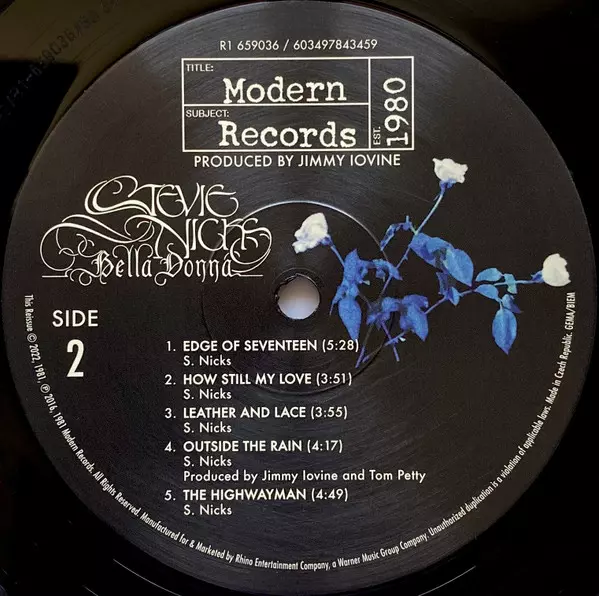 R1 659036 / 603497843459
TITLE:
Modern
SUBJECT:
Records
EST. 1980
PRODUCED BY JIMMY IOVINE
STEVIE
NICKS
Bella Donna
SIDE
2
1. EDGE OF SEVENTEEN (5:28)
S. Nicks
2. HOW STILL MY LOVE (3:51)
S. Nicks
3. LEATHER AND LACE (3:55)
S. Nicks
4. OUTSIDE THE RAIN (4:17)
S. Nicks
Produced by Jimmy Iovine and Tom Petty
5. THE HIGHWAYMAN (4:49)
S. Nicks
This Reissue © 2022, 1981, ℗ 2016, 1981 Modern Records. All Rights Reserved. Manufactured for & Marketed by Rhino Entertainment Company, a Warner Music Group Company. Unauthorized duplication is a violation of applicable laws. Made in Czech Republic. GEMA/BIEM